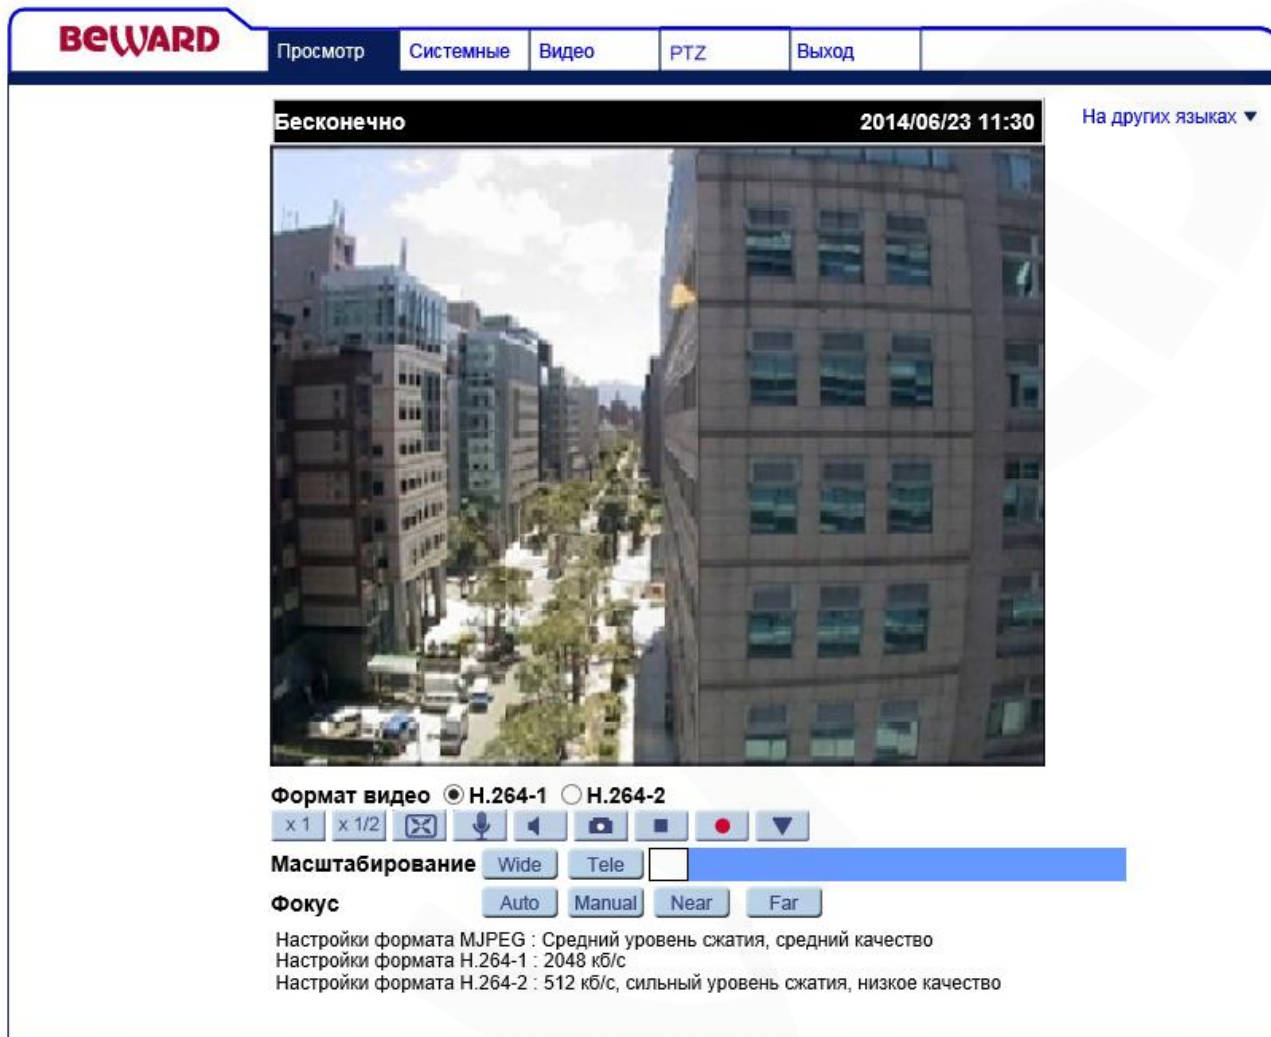 BEWARD
Просмотр Системные Видео PTZ Выход
Бесконечно 2014/06/23 11:30 На других языках ▼
Формат видео H.264-1 H.264-2
x 1 x 1/2
Масштабирование Wide Tele
Фокус Auto Manual Near Far
Настройки формата MJPEG : Средний уровень сжатия, средний качество
Настройки формата H.264-1 : 2048 кб/с
Настройки формата H.264-2 : 512 кб/с, сильный уровень сжатия, низкое качество